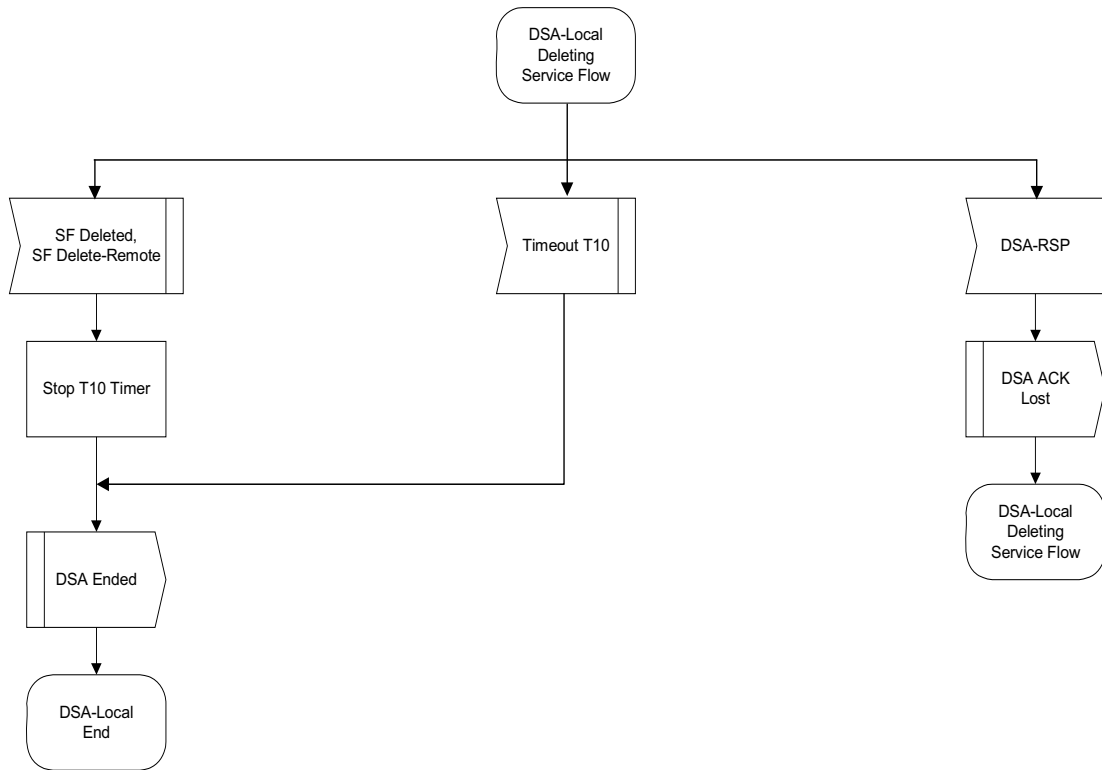 DSA-Local
Deleting
Service Flow
SF Deleted,
SF Delete-Remote
Timeout T10
DSA-RSP
Stop T10 Timer
DSA ACK
Lost
DSA-Local
Deleting
Service Flow
DSA Ended
DSA-Local
End